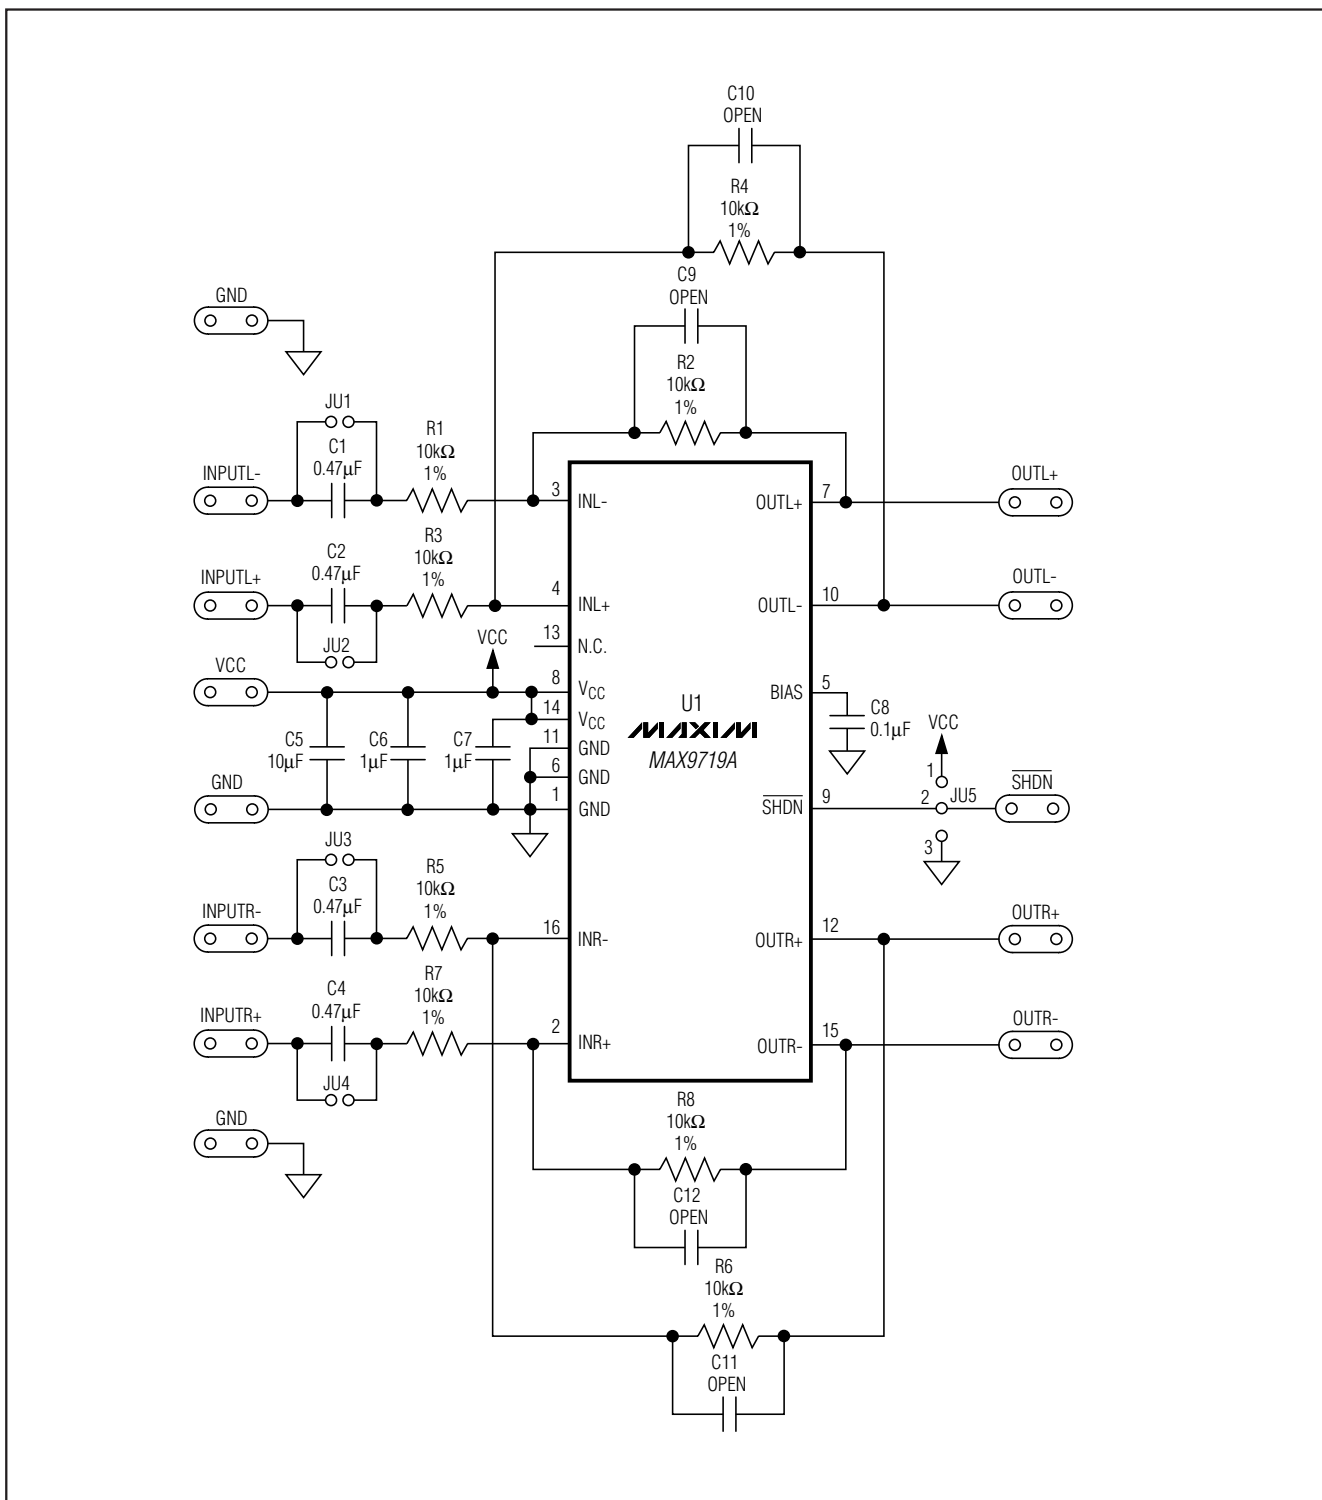 C10
OPEN
R4
10kΩ
1%
C9
OPEN
R2
10kΩ
1%
GND
JU1
C1
0.47µF
R1
10kΩ
1%
INPUTL-
3
INL-
OUTL+
7
OUTL+
C2
0.47µF
R3
10kΩ
1%
INPUTL+
JU2
4
INL+
OUTL-
10
OUTL-
13
N.C.
VCC
VCC
8
VCC
14
VCC
11
GND
6
GND
1
GND
C5
10µF
C6
1µF
C7
1µF
GND
U1
MAXIM
MAX9719A
BIAS
5
C8
0.1µF
VCC
1
2
JU5
3
SHDN
9
SHDN
JU3
C3
0.47µF
R5
10kΩ
1%
INPUTR-
16
INR-
OUTR+
12
OUTR+
C4
0.47µF
R7
10kΩ
1%
INPUTR+
JU4
2
INR+
OUTR-
15
OUTR-
GND
R8
10kΩ
1%
C12
OPEN
R6
10kΩ
1%
C11
OPEN